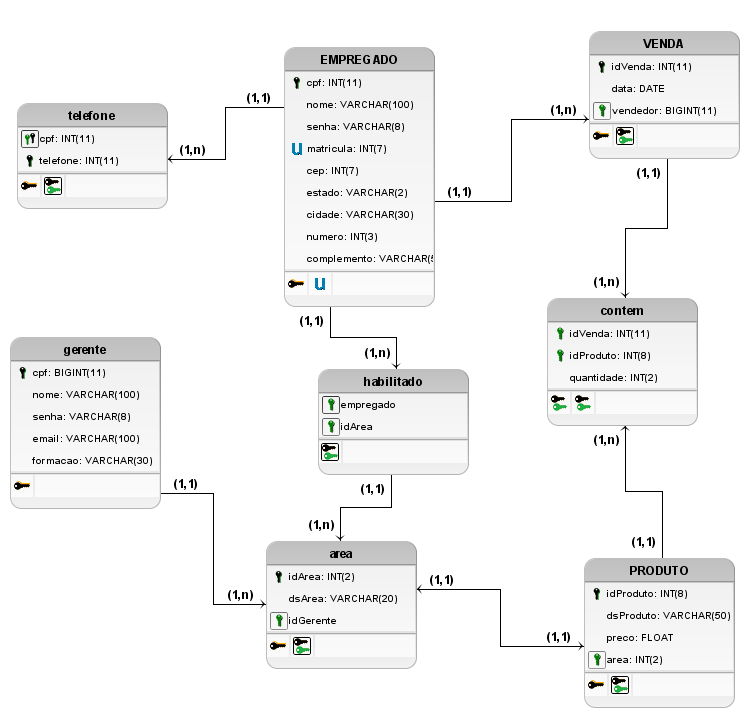 VENDA
idVenda: INT(11)
data: DATE
vendedor: BIGINT(11)
EMPREGADO
cpf: INT(11)
nome: VARCHAR(100)
senha: VARCHAR(8)
u matricula: INT(7)
cep: INT(7)
estado: VARCHAR(2)
cidade: VARCHAR(30)
numero: INT(3)
complemento: VARCHAR(
u
telefone
cpf: INT(11)
telefone: INT(11)
(1,1)
(1,n)
(1,n)
(1,1)
(1,1)
(1,n)
contem
idVenda: INT(11)
idProduto: INT(8)
quantidade: INT(2)
(1,1)
(1,n)
gerente
cpf: BIGINT(11)
nome: VARCHAR(100)
senha: VARCHAR(8)
email: VARCHAR(100)
formacao: VARCHAR(30)
habilitado
empregado
idArea
(1,n)
(1,1)
(1,1)
(1,n)
(1,n)
(1,1)
area
idArea: INT(2)
dsArea: VARCHAR(20)
idGerente
(1,1)
(1,1)
PRODUTO
idProduto: INT(8)
dsProduto: VARCHAR(50)
preco: FLOAT
area: INT(2)